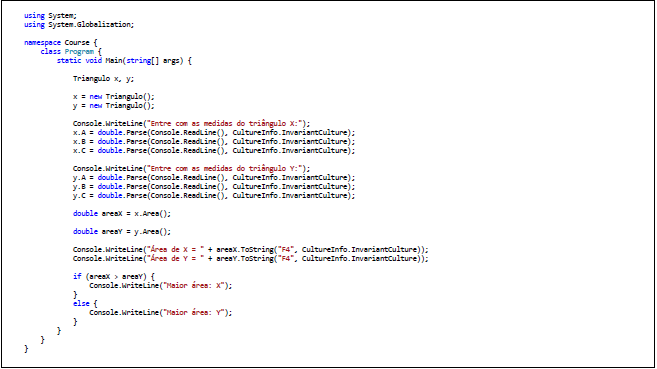 using System;
using System.Globalization;
namespace Course {
class Program {
static void Main(string[] args) {
Triangulo x, y;
x = new Triangulo();
y = new Triangulo();
Console.WriteLine("Entre com as medidas do triângulo X:");
x.A = double.Parse(Console.ReadLine(), CultureInfo.InvariantCulture);
x.B = double.Parse(Console.ReadLine(), CultureInfo.InvariantCulture);
x.C = double.Parse(Console.ReadLine(), CultureInfo.InvariantCulture);
Console.WriteLine("Entre com as medidas do triângulo Y:");
y.A = double.Parse(Console.ReadLine(), CultureInfo.InvariantCulture);
y.B = double.Parse(Console.ReadLine(), CultureInfo.InvariantCulture);
y.C = double.Parse(Console.ReadLine(), CultureInfo.InvariantCulture);
double areaX = x.Area();
double areaY = y.Area();
Console.WriteLine("Área de X = " + areaX.ToString("F4", CultureInfo.InvariantCulture));
Console.WriteLine("Área de Y = " + areaY.ToString("F4", CultureInfo.InvariantCulture));
if (areaX > areaY) {
Console.WriteLine("Maior área: X");
}
else {
Console.WriteLine("Maior área: Y");
}
}
}
}